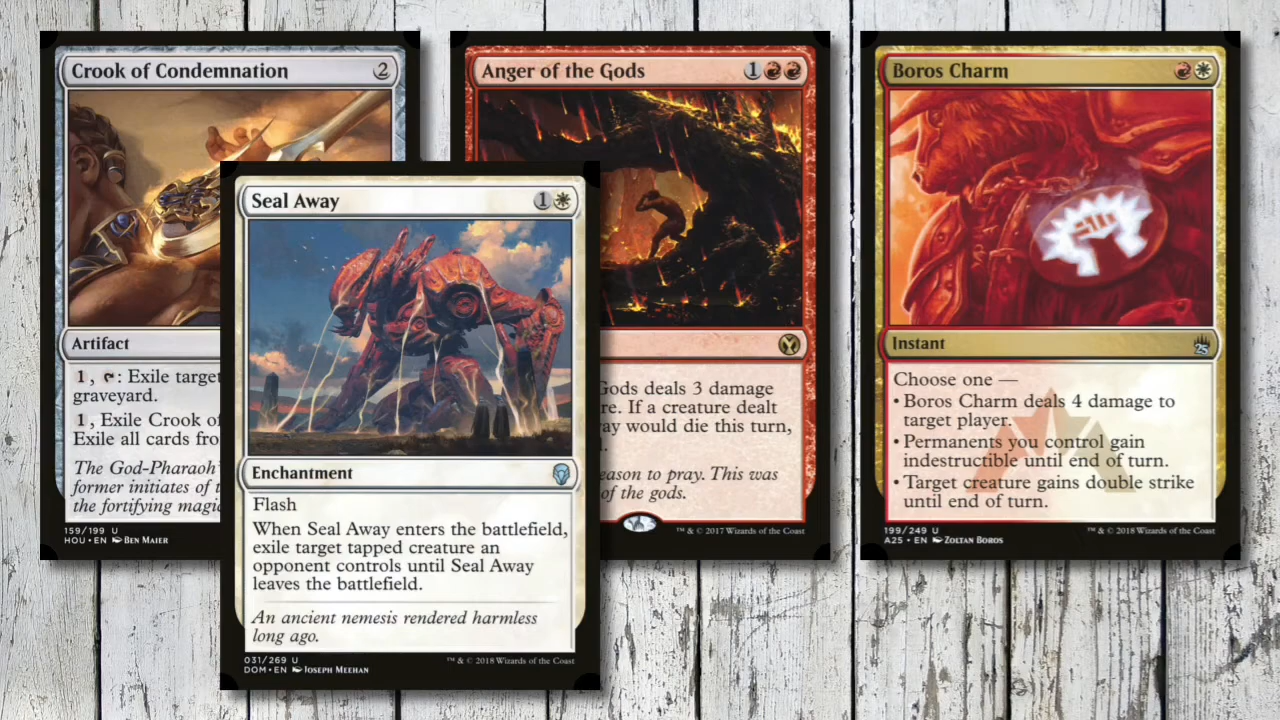 Crook of Condemnation 2
Artifact
1, : Exile target
graveyard.
1, Exile Crook of
Exile all cards fro
The God-Pharaoh'
former initiates of t
the fortifying magic
159/199 U
HOU • EN Ben Maier
Seal Away 1
Enchantment
Flash
When Seal Away enters the battlefield,
exile target tapped creature an
opponent controls until Seal Away
leaves the battlefield.
An ancient nemesis rendered harmless
long ago.
031/269 U
DOM • EN Joseph Meehan
™ & © 2018 Wizards of the Coast
Anger of the Gods 1
Gods deals 3 damage
re. If a creature dealt
ay would die this turn,
eason to pray. This was
of the gods.
™ & © 2017 Wizards of the Coast
Boros Charm
Instant
25
Choose one —
• Boros Charm deals 4 damage to
target player.
• Permanents you control gain
indestructible until end of turn.
• Target creature gains double strike
until end of turn.
199/249 U
A25 • EN Zoltan Boros
™ & © 2018 Wizards of the Coast